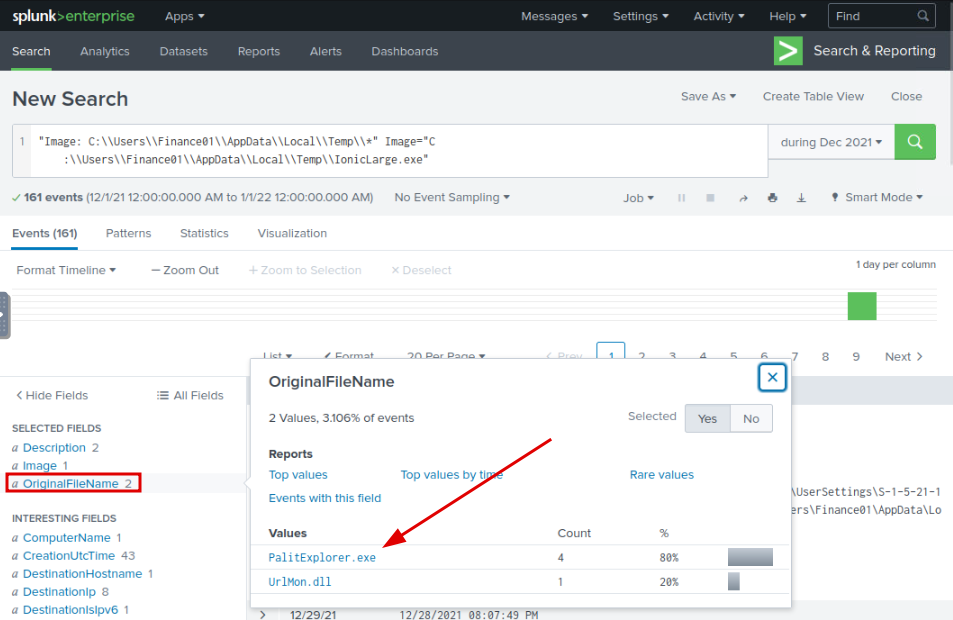 splunk>enterprise Apps Messages Settings Activity Help Find
Search Analytics Datasets Reports Alerts Dashboards Search & Reporting
New Search Save As Create Table View Close
1 "Image: C:\\Users\\Finance01\\AppData\\Local\\Temp\\*" Image="C
:\\Users\\Finance01\\AppData\\Local\\Temp\\IonicLarge.exe"
during Dec 2021
161 events (12/1/21 12:00:00.000 AM to 1/1/22 12:00:00.000 AM) No Event Sampling Job Smart Mode
Events (161) Patterns Statistics Visualization
Format Timeline — Zoom Out + Zoom to Selection × Deselect 1 day per column
List Format 20 Per Page < Prev 1 2 3 4 5 6 7 8 9 Next >
< Hide Fields All Fields
SELECTED FIELDS
a Description 2
a Image 1
a OriginalFileName 2
INTERESTING FIELDS
a ComputerName 1
a CreationUtcTime 43
a DestinationHostname 1
a DestinationIp 8
a DestinationIsIpv6 1
OriginalFileName
2 Values, 3.106% of events Selected Yes No
Reports
Top values Top values by time Rare values
Events with this field
Values Count %
PalitExplorer.exe 4 80%
UrlMon.dll 1 20%
\UserSettings\S-1-5-21-1
ers\Finance01\AppData\Lo
> 12/29/21 12/28/2021 08:07:49 PM